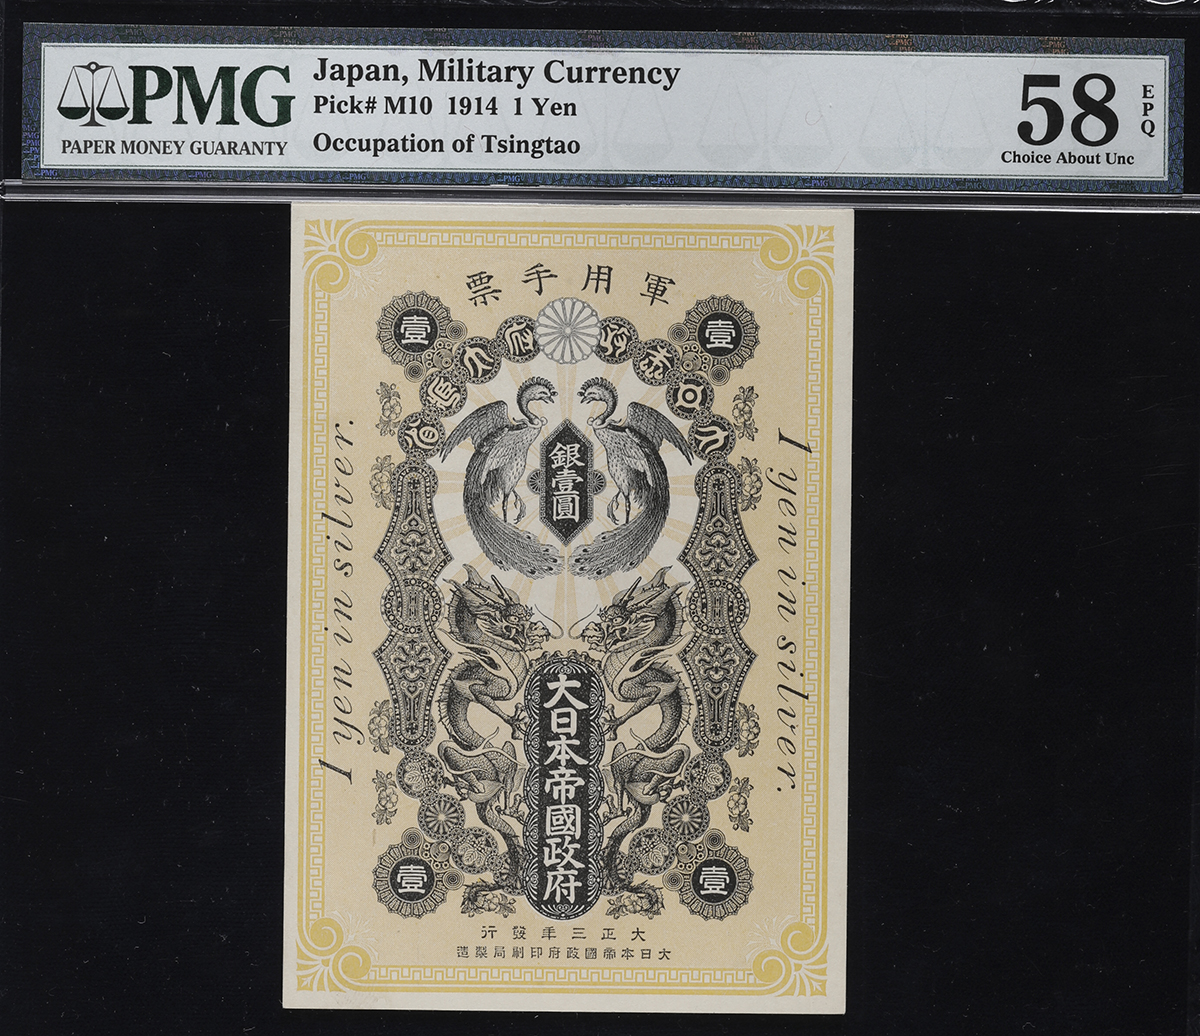 PMG
PAPER MONEY GUARANTY
Japan, Military Currency
Pick# M10 1914 1 Yen
Occupation of Tsingtao
58
EPQ
Choice About Unc
軍用手票
壹
壹
銀壹圓
1 yen in silver.
1 yen in silver.
大日本帝國政府
壹
壹
大正三年發行
大日本帝國政府印刷局製造